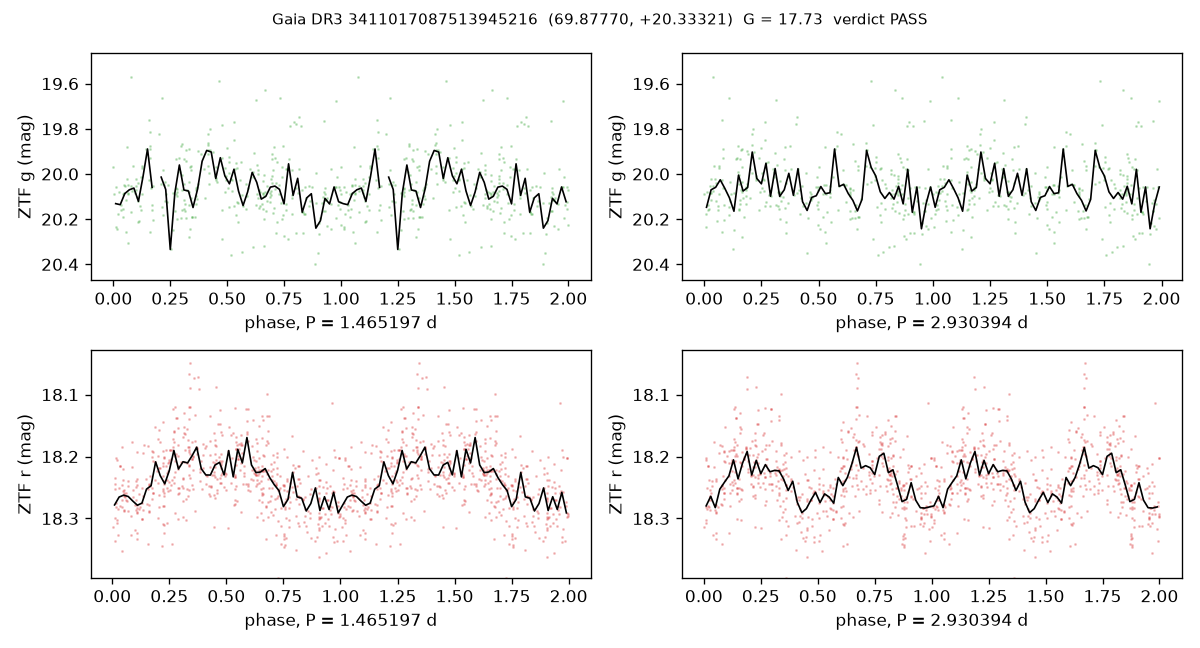 Gaia DR3 3411017087513945216  (69.87770, +20.33321)  G = 17.73  verdict PASS
ZTF g (mag)
19.6
19.8
20.0
20.2
20.4
0.00 0.25 0.50 0.75 1.00 1.25 1.50 1.75 2.00
phase, P = 1.465197 d
ZTF g (mag)
19.6
19.8
20.0
20.2
20.4
0.00 0.25 0.50 0.75 1.00 1.25 1.50 1.75 2.00
phase, P = 2.930394 d
ZTF r (mag)
18.1
18.2
18.3
0.00 0.25 0.50 0.75 1.00 1.25 1.50 1.75 2.00
phase, P = 1.465197 d
ZTF r (mag)
18.1
18.2
18.3
0.00 0.25 0.50 0.75 1.00 1.25 1.50 1.75 2.00
phase, P = 2.930394 d